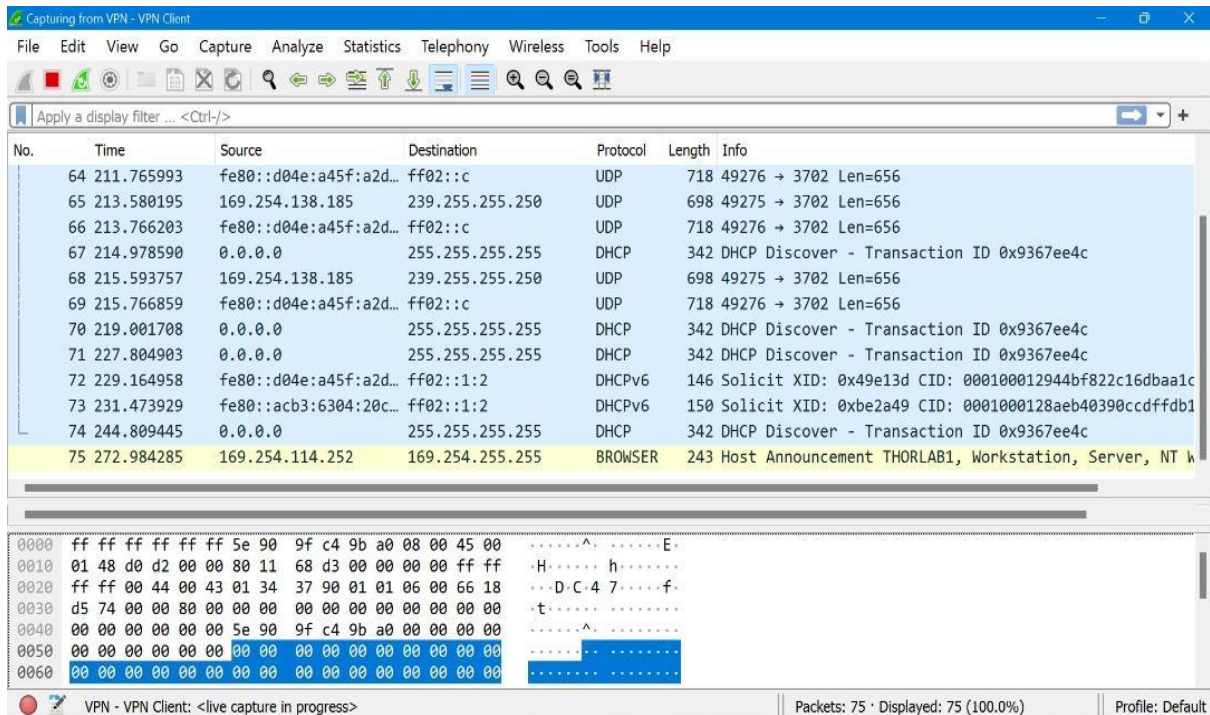 Capturing from VPN - VPN Client
File Edit View Go Capture Analyze Statistics Telephony Wireless Tools Help
Apply a display filter ... <Ctrl-/>
No. Time Source Destination Protocol Length Info
64 211.765993 fe80::d04e:a45f:a2d… ff02::c UDP 718 49276 → 3702 Len=656
65 213.580195 169.254.138.185 239.255.255.250 UDP 698 49275 → 3702 Len=656
66 213.766203 fe80::d04e:a45f:a2d… ff02::c UDP 718 49276 → 3702 Len=656
67 214.978590 0.0.0.0 255.255.255.255 DHCP 342 DHCP Discover - Transaction ID 0x9367ee4c
68 215.593757 169.254.138.185 239.255.255.250 UDP 698 49275 → 3702 Len=656
69 215.766859 fe80::d04e:a45f:a2d… ff02::c UDP 718 49276 → 3702 Len=656
70 219.001708 0.0.0.0 255.255.255.255 DHCP 342 DHCP Discover - Transaction ID 0x9367ee4c
71 227.804903 0.0.0.0 255.255.255.255 DHCP 342 DHCP Discover - Transaction ID 0x9367ee4c
72 229.164958 fe80::d04e:a45f:a2d… ff02::1:2 DHCPv6 146 Solicit XID: 0x49e13d CID: 000100012944bf822c16dbaa1c
73 231.473929 fe80::acb3:6304:20c… ff02::1:2 DHCPv6 150 Solicit XID: 0xbe2a49 CID: 0001000128aeb40390ccdffdb1
74 244.809445 0.0.0.0 255.255.255.255 DHCP 342 DHCP Discover - Transaction ID 0x9367ee4c
75 272.984285 169.254.114.252 169.254.255.255 BROWSER 243 Host Announcement THORLAB1, Workstation, Server, NT W
0000 ff ff ff ff ff ff 5e 90 9f c4 9b a0 08 00 45 00 ······^· ······E·
0010 01 48 d0 d2 00 00 80 11 68 d3 00 00 00 00 ff ff ·H······ h·······
0020 ff ff 00 44 00 43 01 34 37 90 01 01 06 00 66 18 ···D·C·4 7·····f·
0030 d5 74 00 00 80 00 00 00 00 00 00 00 00 00 00 00 ·t······ ········
0040 00 00 00 00 00 00 5e 90 9f c4 9b a0 00 00 00 00 ······^· ········
0050 00 00 00 00 00 00 00 00 00 00 00 00 00 00 00 00 ········ ········
0060 00 00 00 00 00 00 00 00 00 00 00 00 00 00 00 00 ········ ········
VPN - VPN Client: <live capture in progress> Packets: 75 · Displayed: 75 (100.0%) Profile: Default